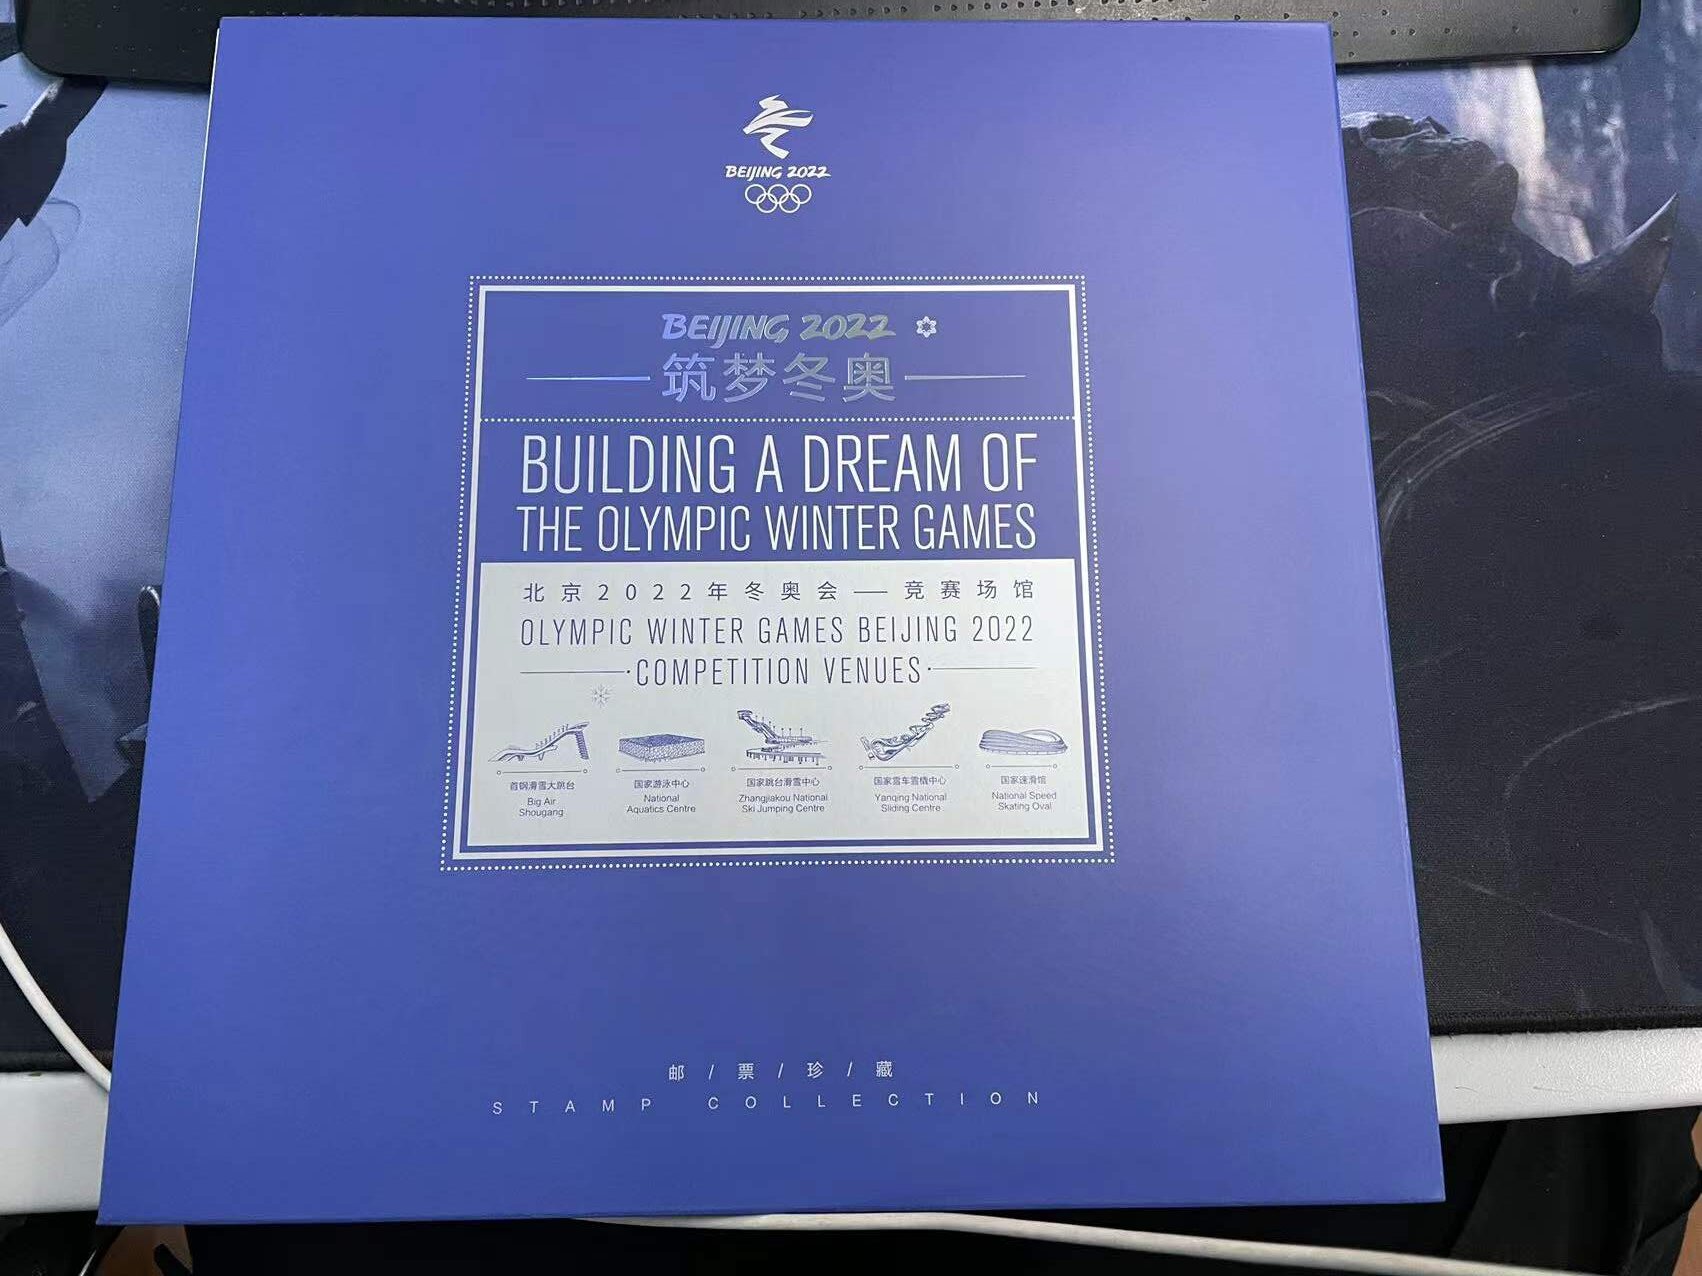 BEIJING 2022
BEIJING 2022
筑梦冬奥
BUILDING A DREAM OF
THE OLYMPIC WINTER GAMES
北京2022年冬奥会——竞赛场馆
OLYMPIC WINTER GAMES BEIJING 2022
·COMPETITION VENUES·
首钢滑雪大跳台
Big Air
Shougang
国家游泳中心
National
Aquatics Centre
国家跳台滑雪中心
Zhangjiakou National
Ski Jumping Centre
国家雪车雪橇中心
Yanqing National
Sliding Centre
国家速滑馆
National Speed
Skating Oval
邮/票/珍/藏
STAMP COLLECTION